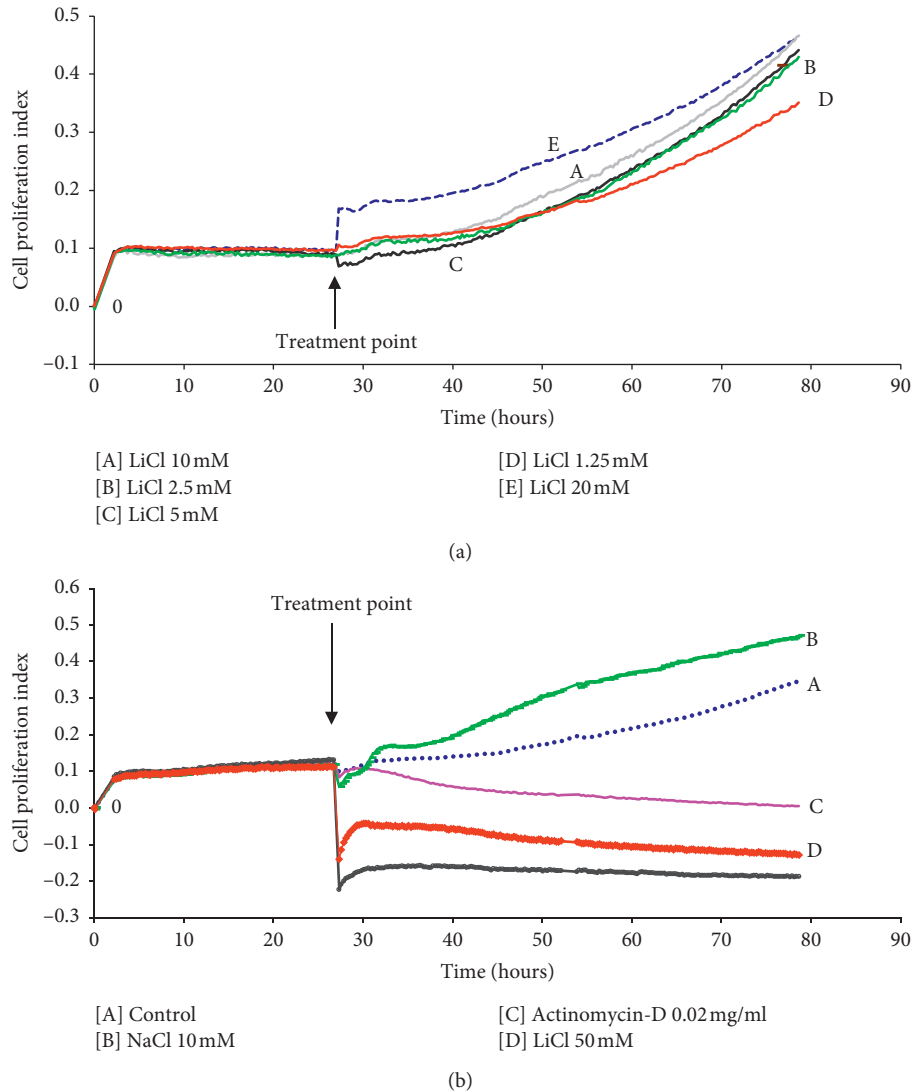 0.5
0.4
0.3
0.2
0.1
0.0
–0.1
Cell proliferation index
0
E
A
C
B
D
Treatment point
0 10 20 30 40 50 60 70 80 90
Time (hours)
[A] LiCl 10 mM
[B] LiCl 2.5 mM
[C] LiCl 5 mM
[D] LiCl 1.25 mM
[E] LiCl 20 mM
(a)
0.6
0.5
0.4
0.3
0.2
0.1
0.0
–0.1
–0.2
–0.3
Cell proliferation index
Treatment point
0
B
A
C
D
0 10 20 30 40 50 60 70 80 90
Time (hours)
[A] Control
[B] NaCl 10 mM
[C] Actinomycin-D 0.02 mg/ml
[D] LiCl 50 mM
(b)